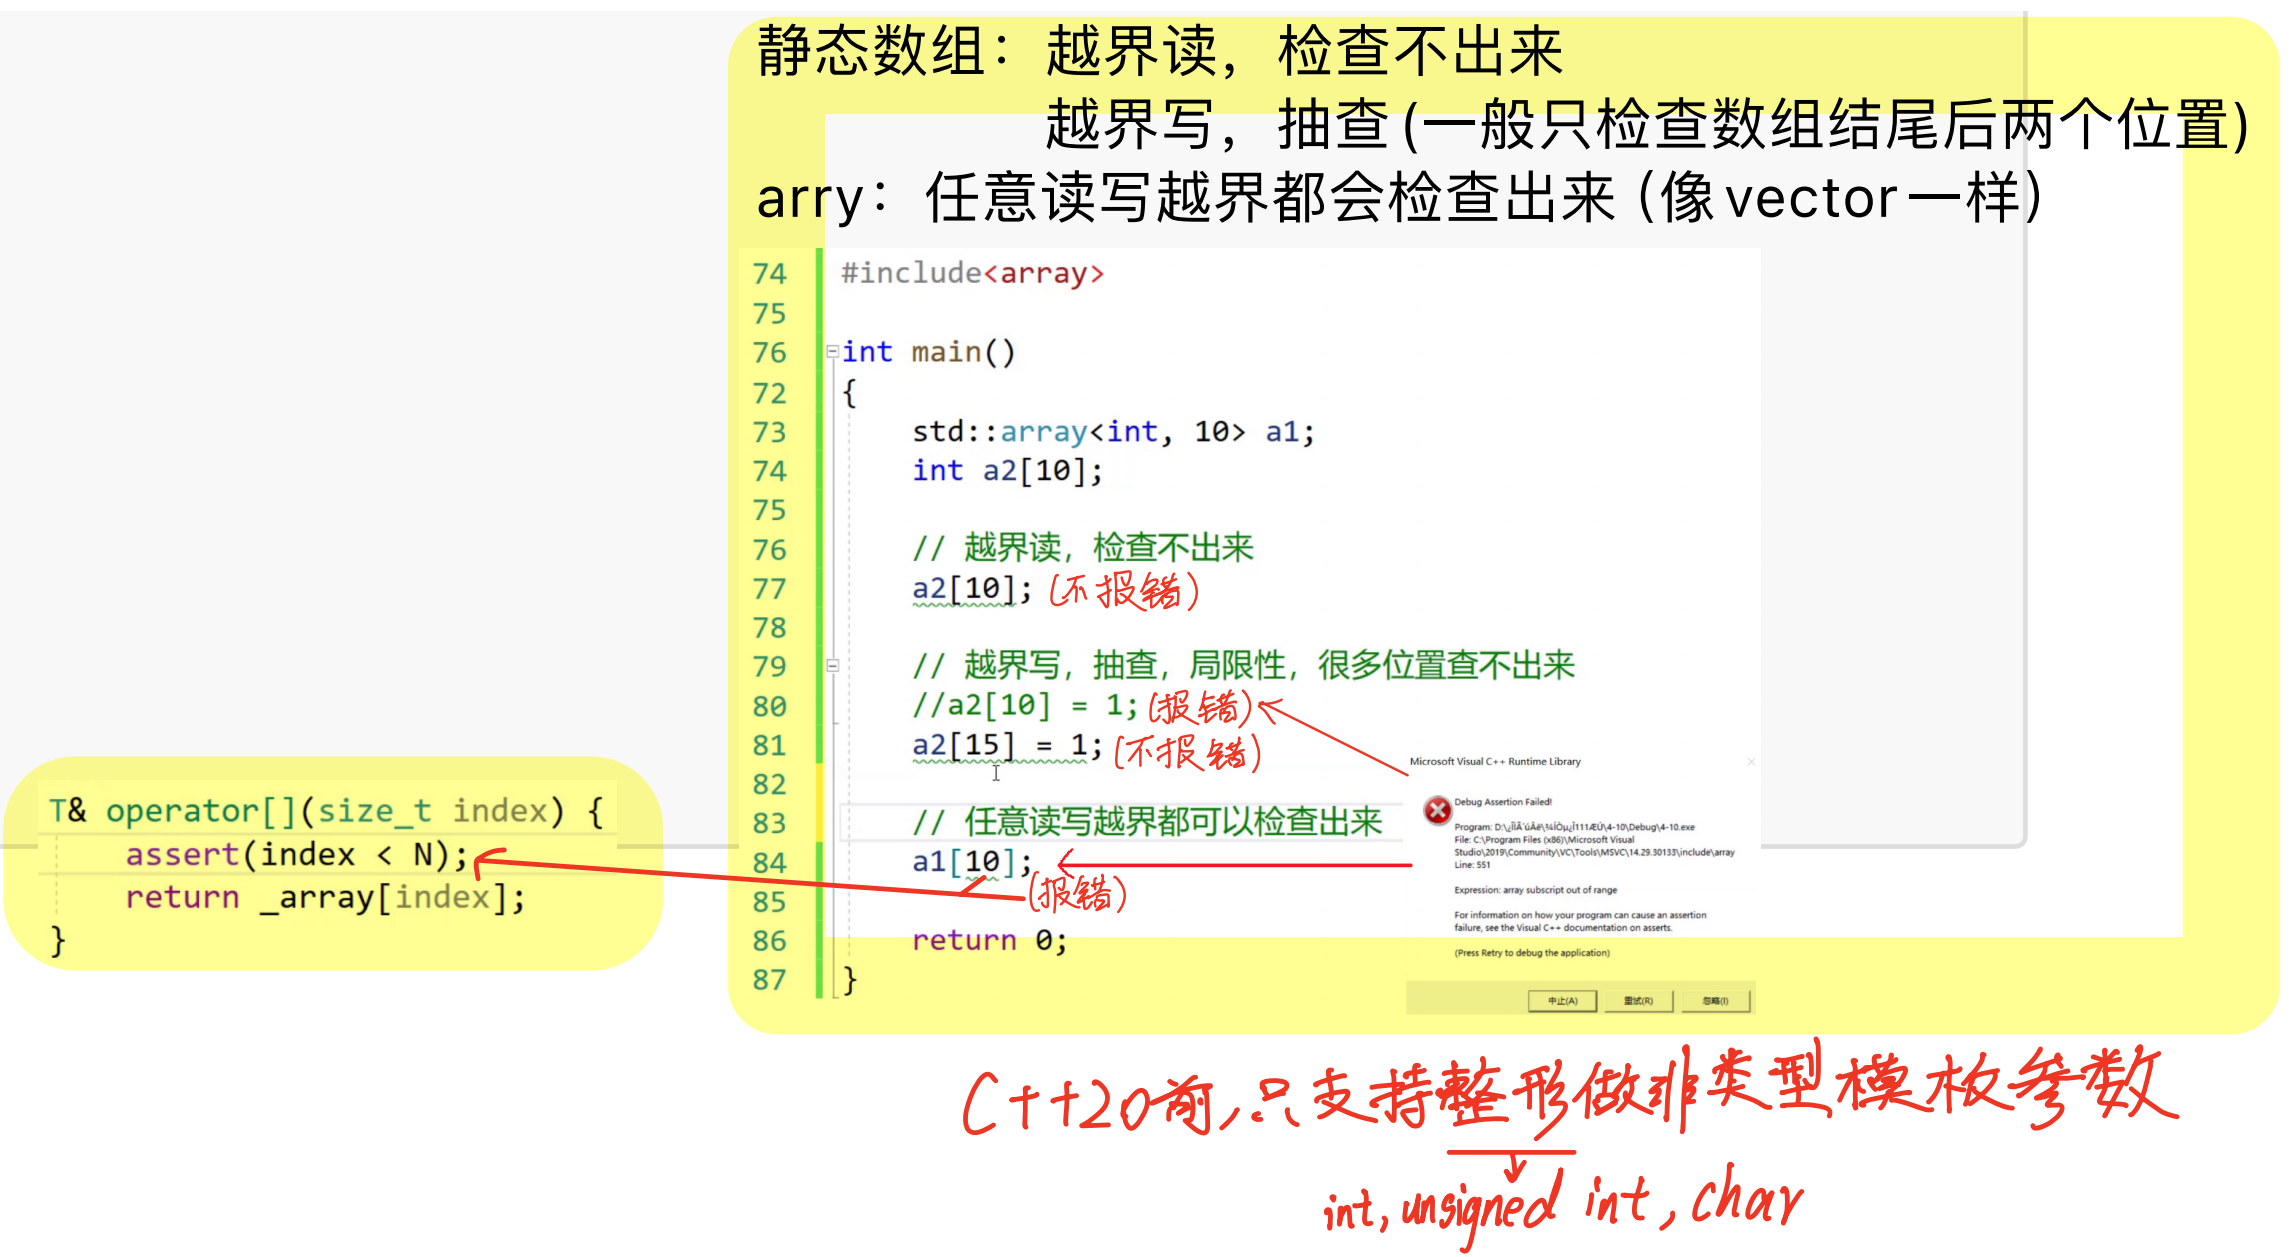 静态数组：越界读，检查不出来
越界写，抽查(一般只检查数组结尾后两个位置)
arry：任意读写越界都会检查出来(像vector一样)
74 #include<array>
75
76 int main()
72 {
73 std::array<int, 10> a1;
74 int a2[10];
75
76 // 越界读，检查不出来
77 a2[10]; (不报错)
78
79 // 越界写，抽查，局限性，很多位置查不出来
80 //a2[10] = 1; (报错)
81 a2[15] = 1; (不报错)
82
83 // 任意读写越界都可以检查出来
84 a1[10];
85 (报错)
86 return 0;
87 }
T& operator[](size_t index) {
assert(index < N);
return _array[index];
}
Microsoft Visual C++ Runtime Library
Debug Assertion Failed!
File: C:\Program Files (x86)\Microsoft Visual
Studio\2019\Community\VC\Tools\MSVC\14.29.30133\include\array
Line: 551
Expression: array subscript out of range
For information on how your program can cause an assertion
failure, see the Visual C++ documentation on asserts.
(Press Retry to debug the application)
中止(A) 重试(R) 忽略(I)
C++20前,只支持整形做非类型模板参数
int, unsigned int, char